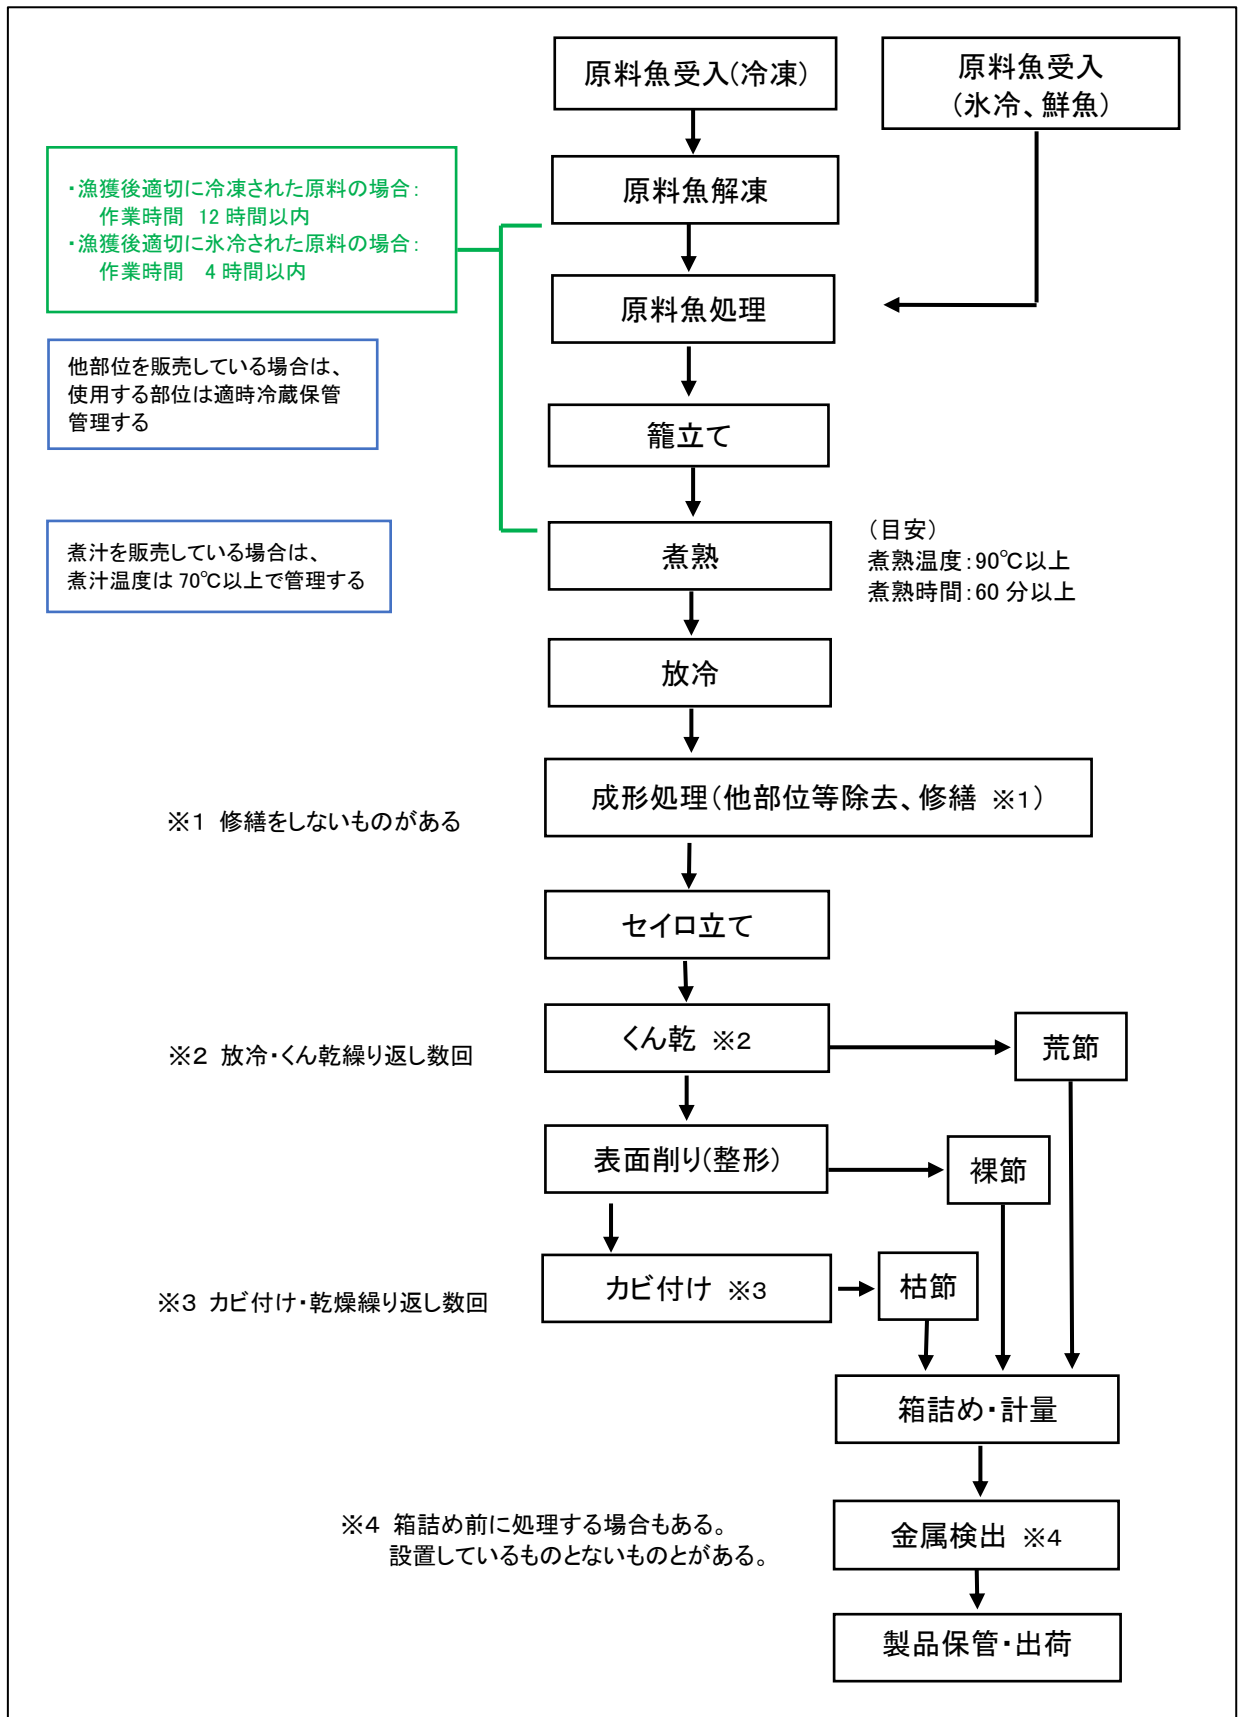 原料魚受入(冷凍)
原料魚受入
(氷冷、鮮魚)
・漁獲後適切に冷凍された原料の場合:
作業時間 12時間以内
・漁獲後適切に氷冷された原料の場合:
作業時間 4時間以内
原料魚解凍
原料魚処理
他部位を販売している場合は、
使用する部位は適時冷蔵保管
管理する
籠立て
煮汁を販売している場合は、
煮汁温度は70℃以上で管理する
煮熟
(目安)
煮熟温度:90℃以上
煮熟時間:60分以上
放冷
成形処理(他部位等除去、修繕 ※1)
※1 修繕をしないものがある
セイロ立て
くん乾 ※2
荒節
※2 放冷・くん乾繰り返し数回
表面削り(整形)
裸節
カビ付け ※3
枯節
※3 カビ付け・乾燥繰り返し数回
箱詰め・計量
※4 箱詰め前に処理する場合もある。
設置しているものとないものとがある。
金属検出 ※4
製品保管・出荷